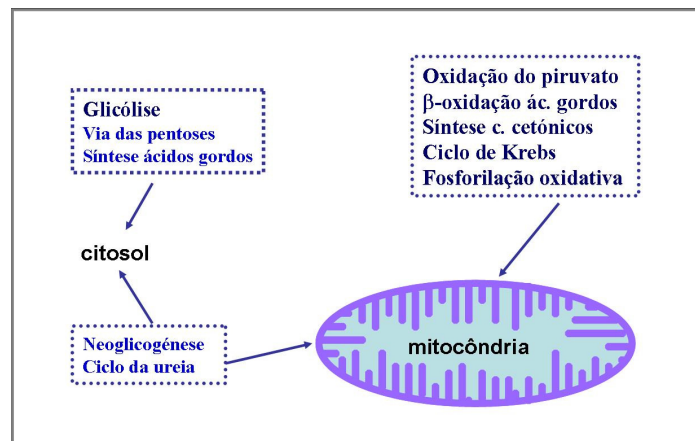 Glicólise
Via das pentoses
Síntese ácidos gordos
Oxidação do piruvato
β-oxidação ác. gordos
Síntese c. cetónicos
Ciclo de Krebs
Fosforilação oxidativa
citosol
Neoglicogénese
Ciclo da ureia
mitocôndria